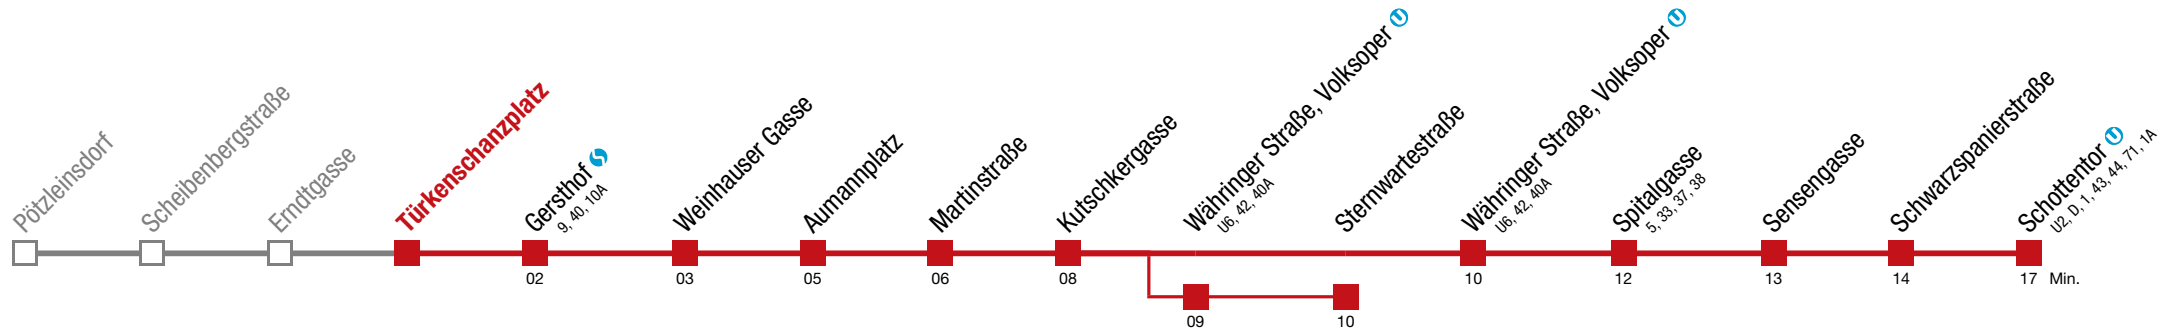 Pötzleinsdorf
Scheibenbergstraße
Erndtgasse
Türkenschanzplatz
Gersthof
9, 40, 10A
Weinhauser Gasse
Aumannplatz
Martinstraße
Kutschkergasse
Währinger Straße, Volksoper U
U6, 42, 40A
Sternwartestraße
Währinger Straße, Volksoper U
U6, 42, 40A
Spitalgasse
5, 33, 37, 38
Sensengasse
Schwarzspanierstraße
Schottentor U
U2, D, 1, 43, 44, 71, 1A
02 03 05 06 08 10 12 13 14 17 Min.
09 10